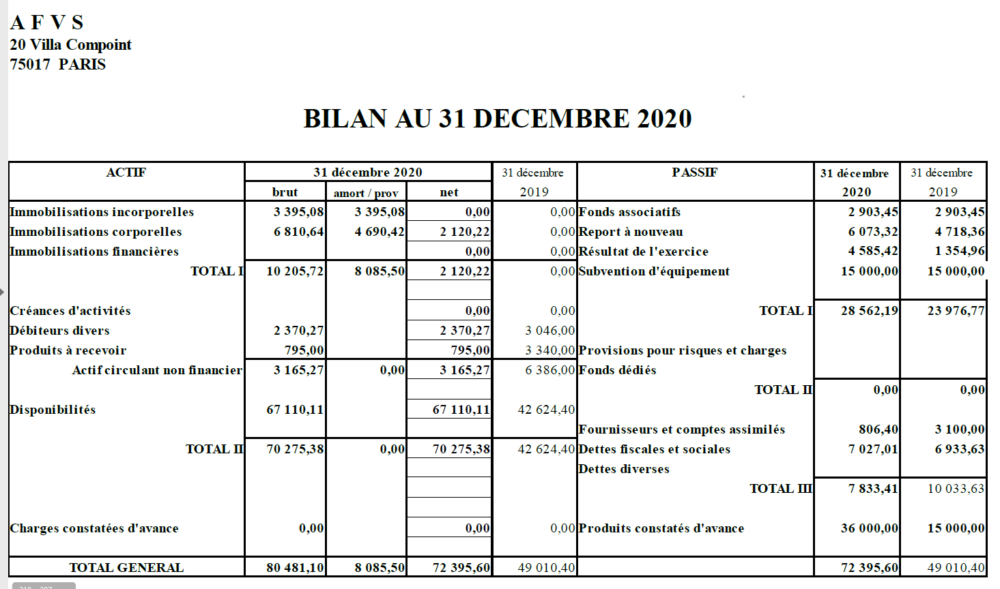 A F V S
20 Villa Compoint
75017 PARIS
BILAN AU 31 DECEMBRE 2020
ACTIF 31 décembre 2020 31 décembre PASSIF 31 décembre 31 décembre
brut amort / prov net 2019 2020 2019
Immobilisations incorporelles 3 395,08 3 395,08 0,00 0,00 Fonds associatifs 2 903,45 2 903,45
Immobilisations corporelles 6 810,64 4 690,42 2 120,22 0,00 Report à nouveau 6 073,32 4 718,36
Immobilisations financières 0,00 0,00 Résultat de l'exercice 4 585,42 1 354,96
TOTAL I 10 205,72 8 085,50 2 120,22 0,00 Subvention d'équipement 15 000,00 15 000,00
Créances d'activités 0,00 0,00 TOTAL I 28 562,19 23 976,77
Débiteurs divers 2 370,27 2 370,27 3 046,00
Produits à recevoir 795,00 795,00 3 340,00 Provisions pour risques et charges
Actif circulant non financier 3 165,27 0,00 3 165,27 6 386,00 Fonds dédiés
TOTAL II 0,00 0,00
Disponibilités 67 110,11 67 110,11 42 624,40
Fournisseurs et comptes assimilés 806,40 3 100,00
TOTAL II 70 275,38 0,00 70 275,38 42 624,40 Dettes fiscales et sociales 7 027,01 6 933,63
Dettes diverses
TOTAL III 7 833,41 10 033,63
Charges constatées d'avance 0,00 0,00 0,00 Produits constatés d'avance 36 000,00 15 000,00
TOTAL GENERAL 80 481,10 8 085,50 72 395,60 49 010,40 72 395,60 49 010,40